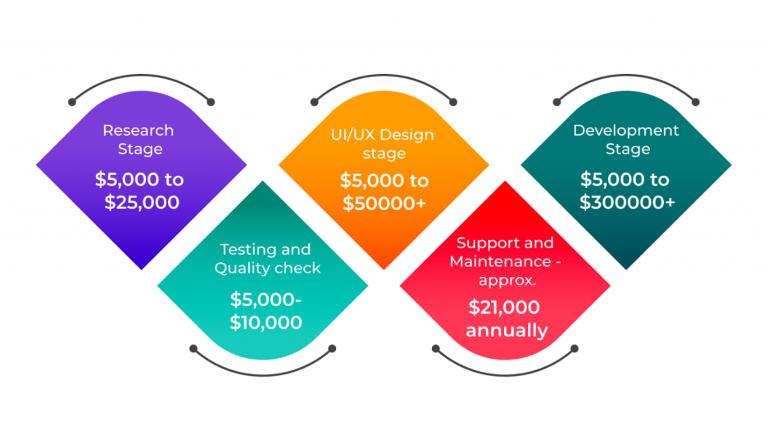 Research
Stage
$5,000 to
$25,000
UI/UX Design
stage
$5,000 to
$50000+
Development
Stage
$5,000 to
$300000+
Testing and
Quality check
$5,000-
$10,000
Support and
Maintenance -
approx.
$21,000
annually